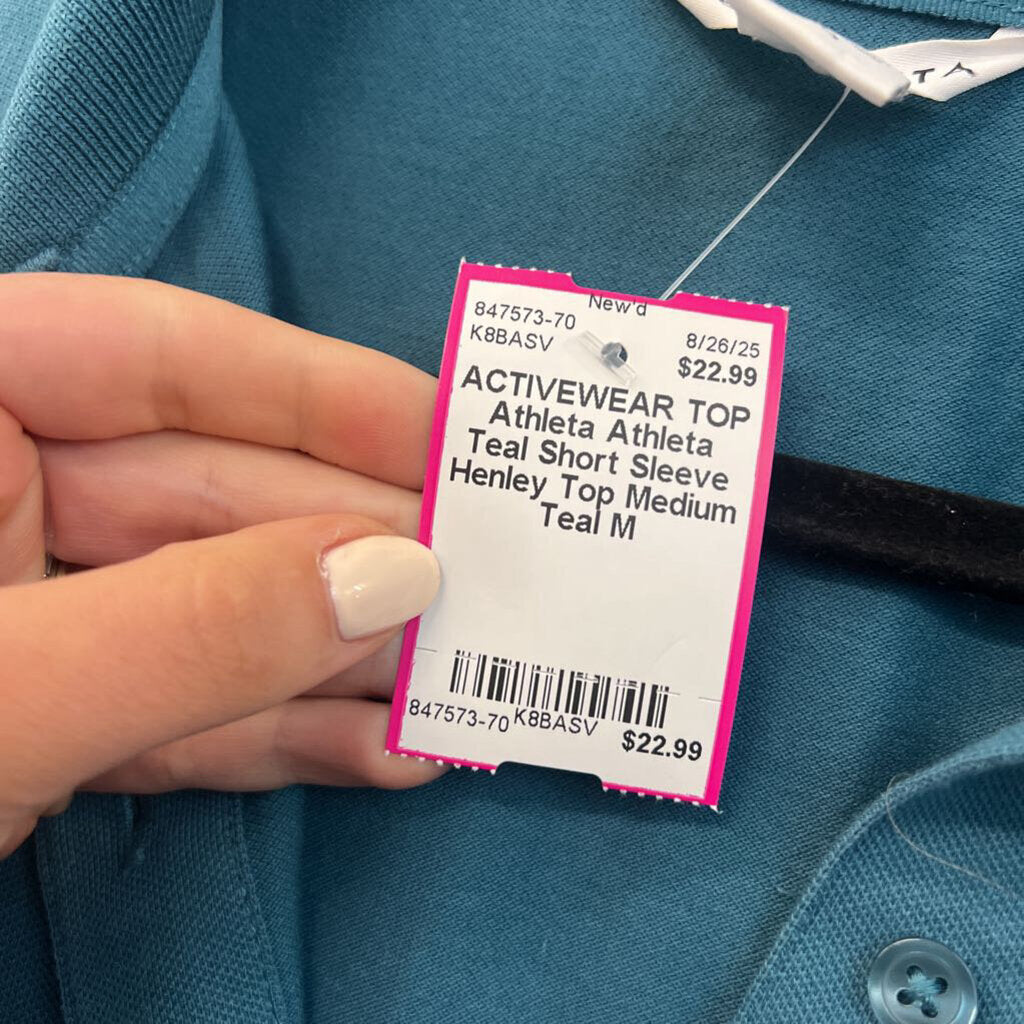 TA
New'd
847573-70
K8BASV
8/26/25
$22.99
ACTIVEWEAR TOP
Athleta Athleta
Teal Short Sleeve
Henley Top Medium
Teal M
847573-70 K8BASV $22.99